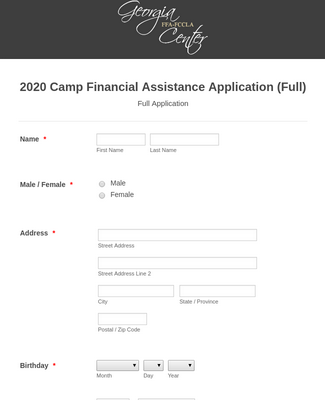 Georgia
FFA-FCCLA
Center
2020 Camp Financial Assistance Application (Full)
Full Application
Name *
First Name Last Name
Male / Female *
Male
Female
Address *
Street Address
Street Address Line 2
City State / Province
Postal / Zip Code
Birthday *
Month Day Year